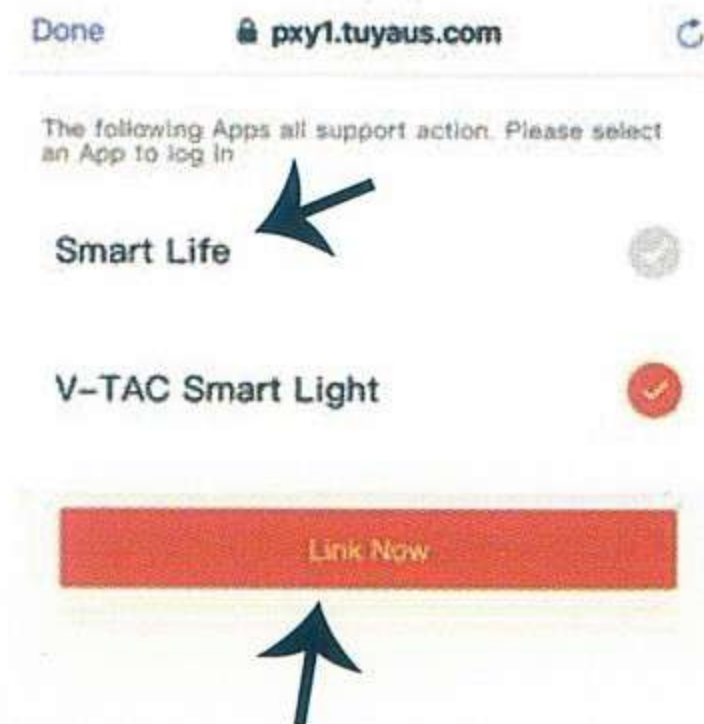 Done pxy1.tuyaus.com
The following Apps all support action. Please select
an App to log in
Smart Life
V-TAC Smart Light
Link Now